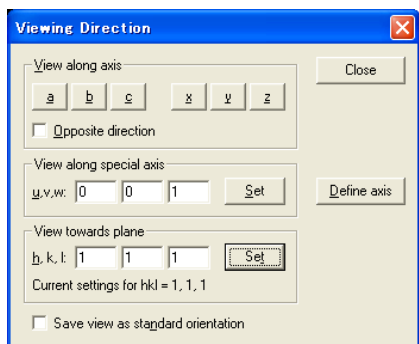 Viewing Direction
View along axis
Close
a b c x y z
Opposite direction
View along special axis
u,v,w: 0 0 1 Set Define axis
View towards plane
h, k, l: 1 1 1 Set
Current settings for hkl = 1, 1, 1
Save view as standard orientation